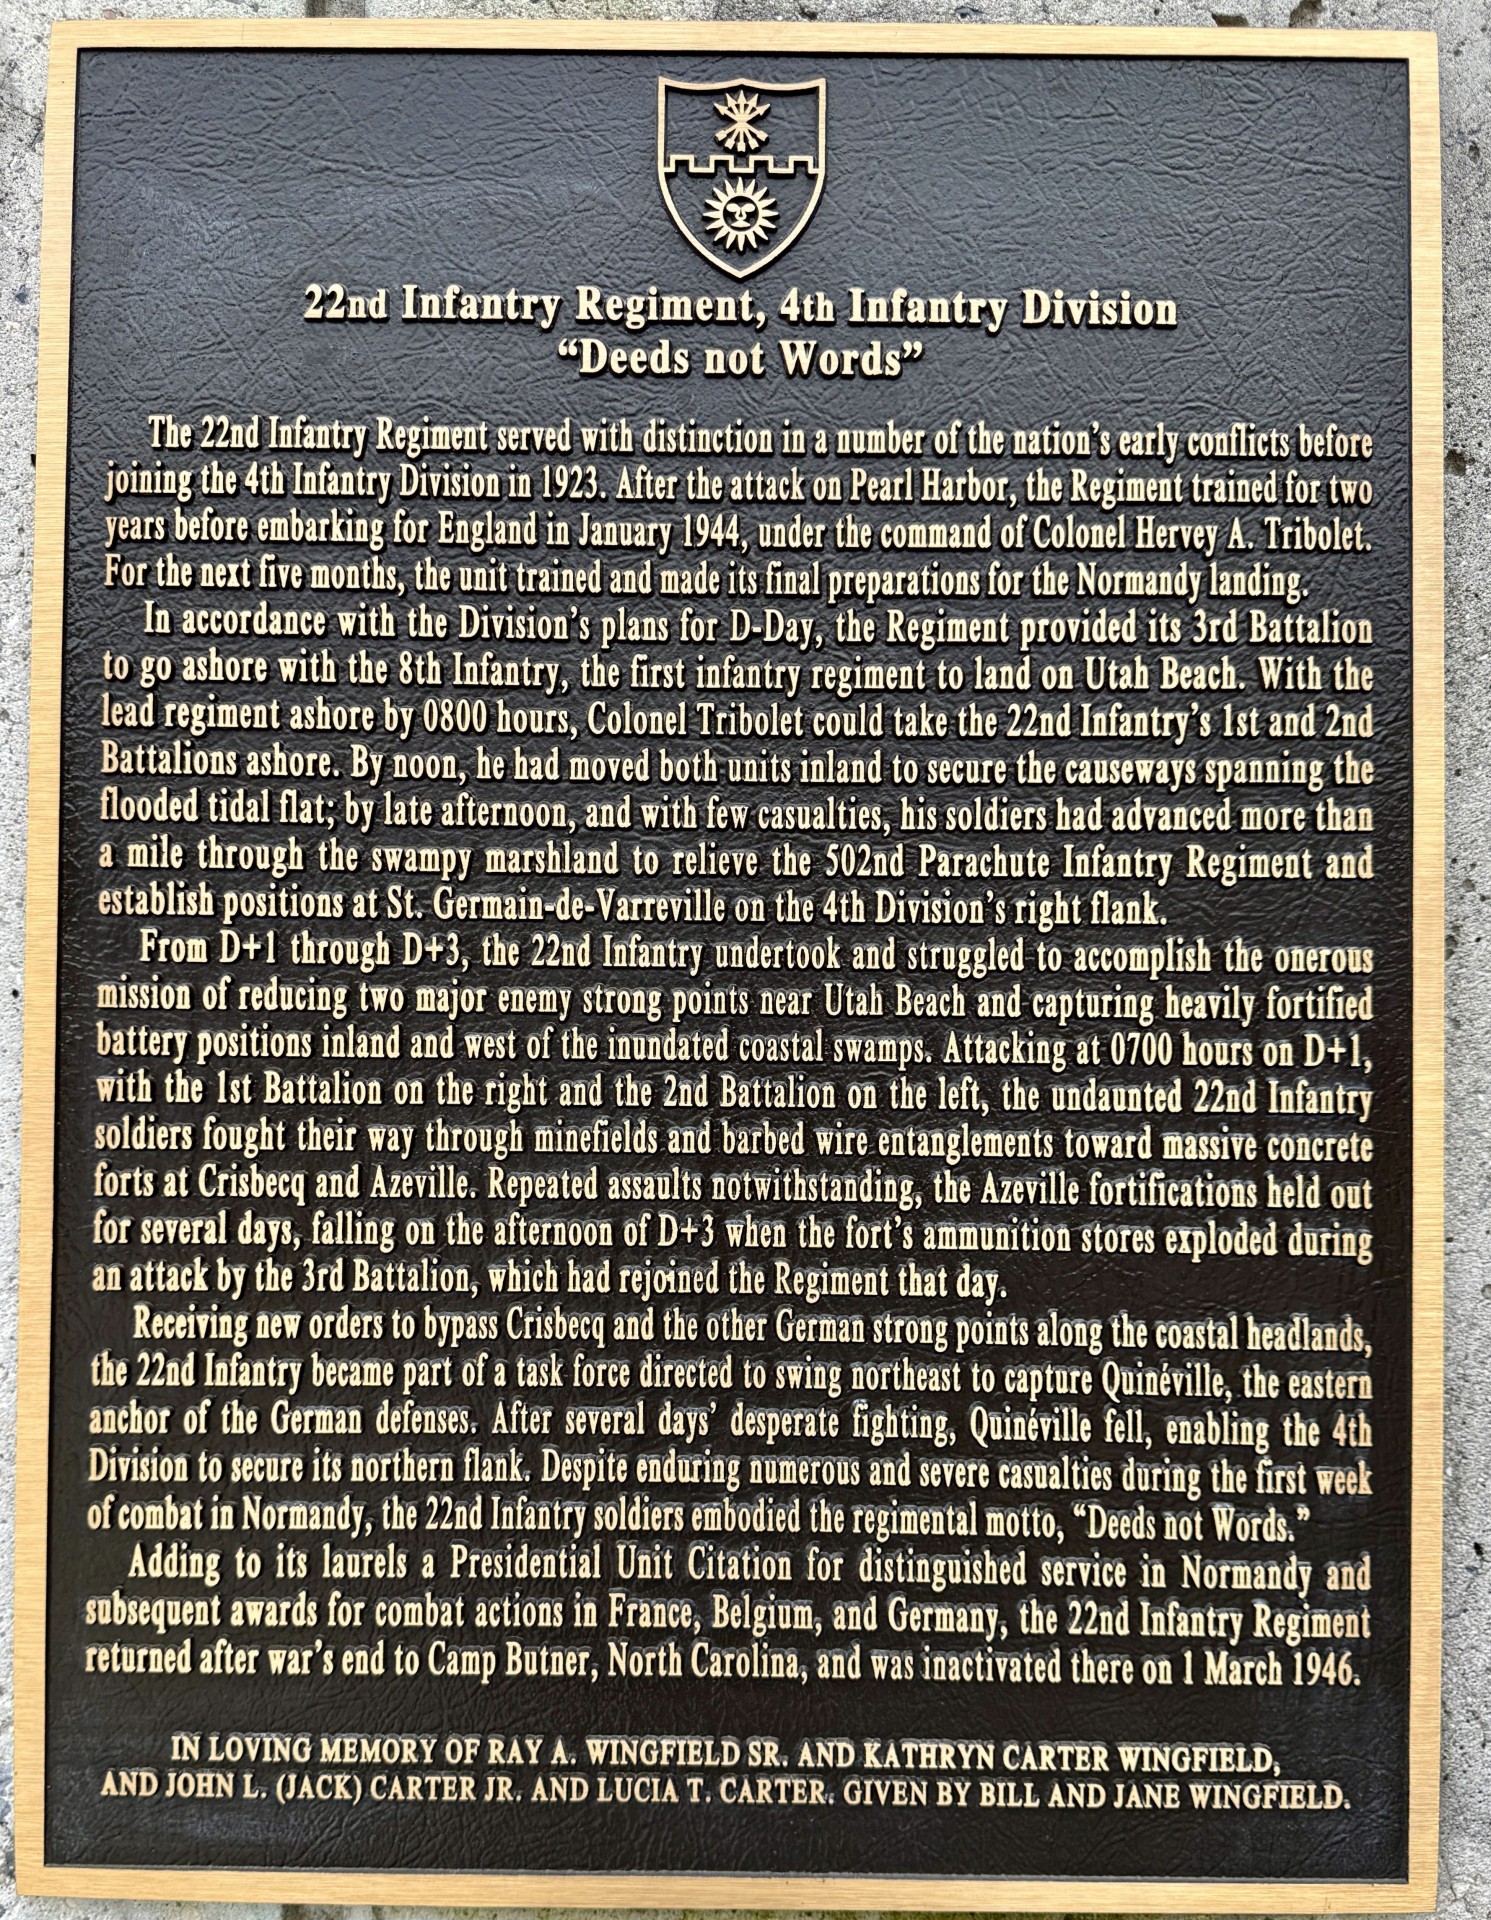 22nd Infantry Regiment, 4th Infantry Division
“Deeds not Words”
The 22nd Infantry Regiment served with distinction in a number of the nation’s early conflicts before
joining the 4th Infantry Division in 1923. After the attack on Pearl Harbor, the Regiment trained for two
years before embarking for England in January 1944, under the command of Colonel Hervey A. Tribolet.
For the next five months, the unit trained and made its final preparations for the Normandy landing.
In accordance with the Division’s plans for D-Day, the Regiment provided its 3rd Battalion
to go ashore with the 8th Infantry, the first infantry regiment to land on Utah Beach. With the
lead regiment ashore by 0800 hours, Colonel Tribolet could take the 22nd Infantry’s 1st and 2nd
Battalions ashore. By noon, he had moved both units inland to secure the causeways spanning the
flooded tidal flat; by late afternoon, and with few casualties, his soldiers had advanced more than
a mile through the swampy marshland to relieve the 502nd Parachute Infantry Regiment and
establish positions at St. Germain-de-Varreville on the 4th Division’s right flank.
From D+1 through D+3, the 22nd Infantry undertook and struggled to accomplish the onerous
mission of reducing two major enemy strong points near Utah Beach and capturing heavily fortified
battery positions inland and west of the inundated coastal swamps. Attacking at 0700 hours on D+1,
with the 1st Battalion on the right and the 2nd Battalion on the left, the undaunted 22nd Infantry
soldiers fought their way through minefields and barbed wire entanglements toward massive concrete
forts at Crisbecq and Azeville. Repeated assaults notwithstanding, the Azeville fortifications held out
for several days, falling on the afternoon of D+3 when the fort’s ammunition stores exploded during
an attack by the 3rd Battalion, which had rejoined the Regiment that day.
Receiving new orders to bypass Crisbecq and the other German strong points along the coastal headlands,
the 22nd Infantry became part of a task force directed to swing northeast to capture Quinéville, the eastern
anchor of the German defenses. After several days’ desperate fighting, Quinéville fell, enabling the 4th
Division to secure its northern flank. Despite enduring numerous and severe casualties during the first week
of combat in Normandy, the 22nd Infantry soldiers embodied the regimental motto, “Deeds not Words.”
Adding to its laurels a Presidential Unit Citation for distinguished service in Normandy and
subsequent awards for combat actions in France, Belgium, and Germany, the 22nd Infantry Regiment
returned after war’s end to Camp Butner, North Carolina, and was inactivated there on 1 March 1946.
IN LOVING MEMORY OF RAY A. WINGFIELD SR. AND KATHRYN CARTER WINGFIELD,
AND JOHN L. (JACK) CARTER JR. AND LUCIA T. CARTER. GIVEN BY BILL AND JANE WINGFIELD.